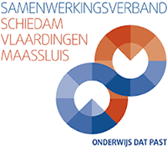 SAMENWERKINGSVERBAND
SCHIEDAM
VLAARDINGEN
MAASSLUIS
ONDERWIJS DAT PAST